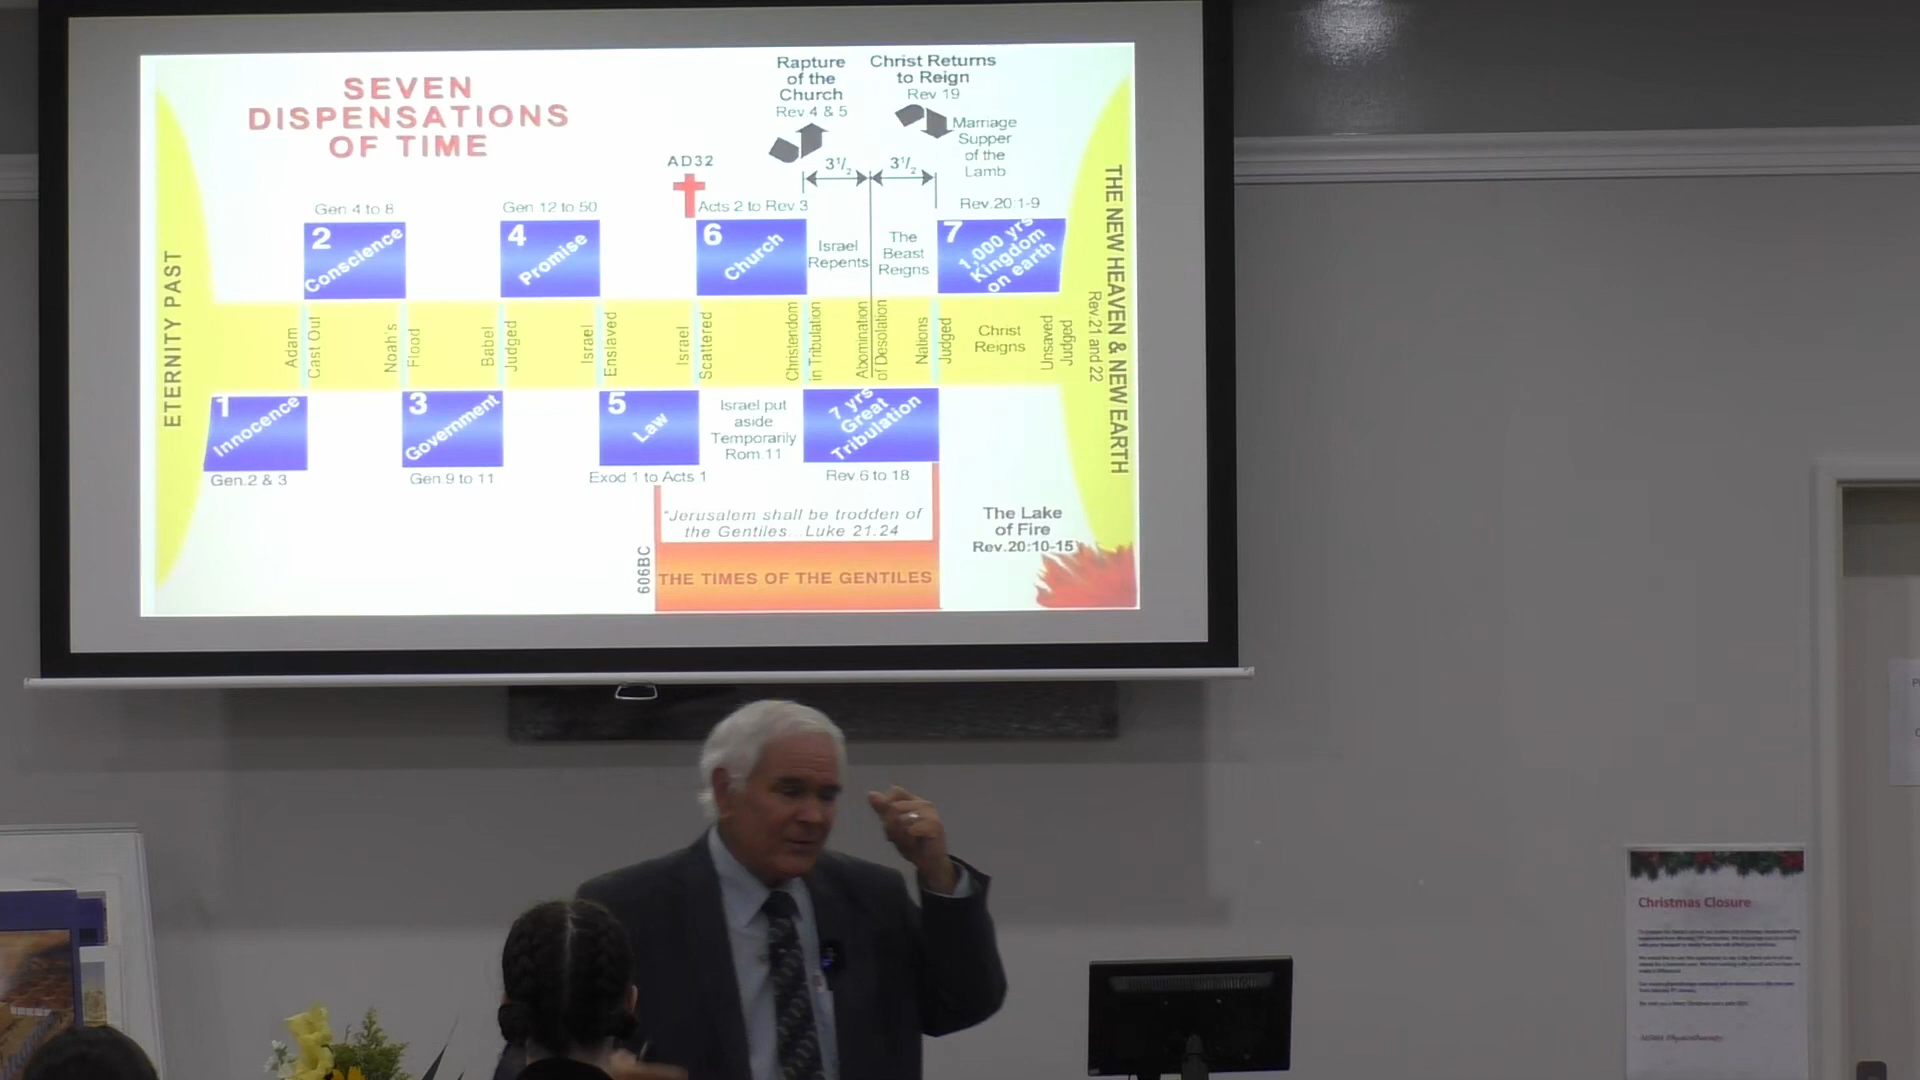 SEVEN
DISPENSATIONS
OF TIME
Rapture
of the
Church
Rev 4 & 5
Christ Returns
to Reign
Rev 19
Marriage
Supper
of the
Lamb
AD32
3 1/2
3 1/2
Gen 4 to 8
Gen 12 to 50
Acts 2 to Rev 3
Rev.20:1-9
2
Conscience
4
Promise
6
Church
Israel
Repents
The
Beast
Reigns
7
1,000 yrs
Kingdom
on earth
ETERNITY PAST
Adam
Cast Out
Noah's
Flood
Babel
Judged
Israel
Enslaved
Israel
Scattered
Christendom
in Tribulation
Abomination
of Desolation
Nations
Judged
Christ
Reigns
Unsaved
Judged
THE NEW HEAVEN & NEW EARTH
Rev.21 and 22
1
Innocence
3
Government
5
Law
Israel put
aside
Temporarily
Rom.11
7 yrs
Great
Tribulation
Gen.2 & 3
Gen.9 to 11
Exod 1 to Acts 1
Rev.6 to 18
"Jerusalem shall be trodden of
the Gentiles...Luke 21.24
606BC
THE TIMES OF THE GENTILES
The Lake
of Fire
Rev.20:10-15
Christmas Closure